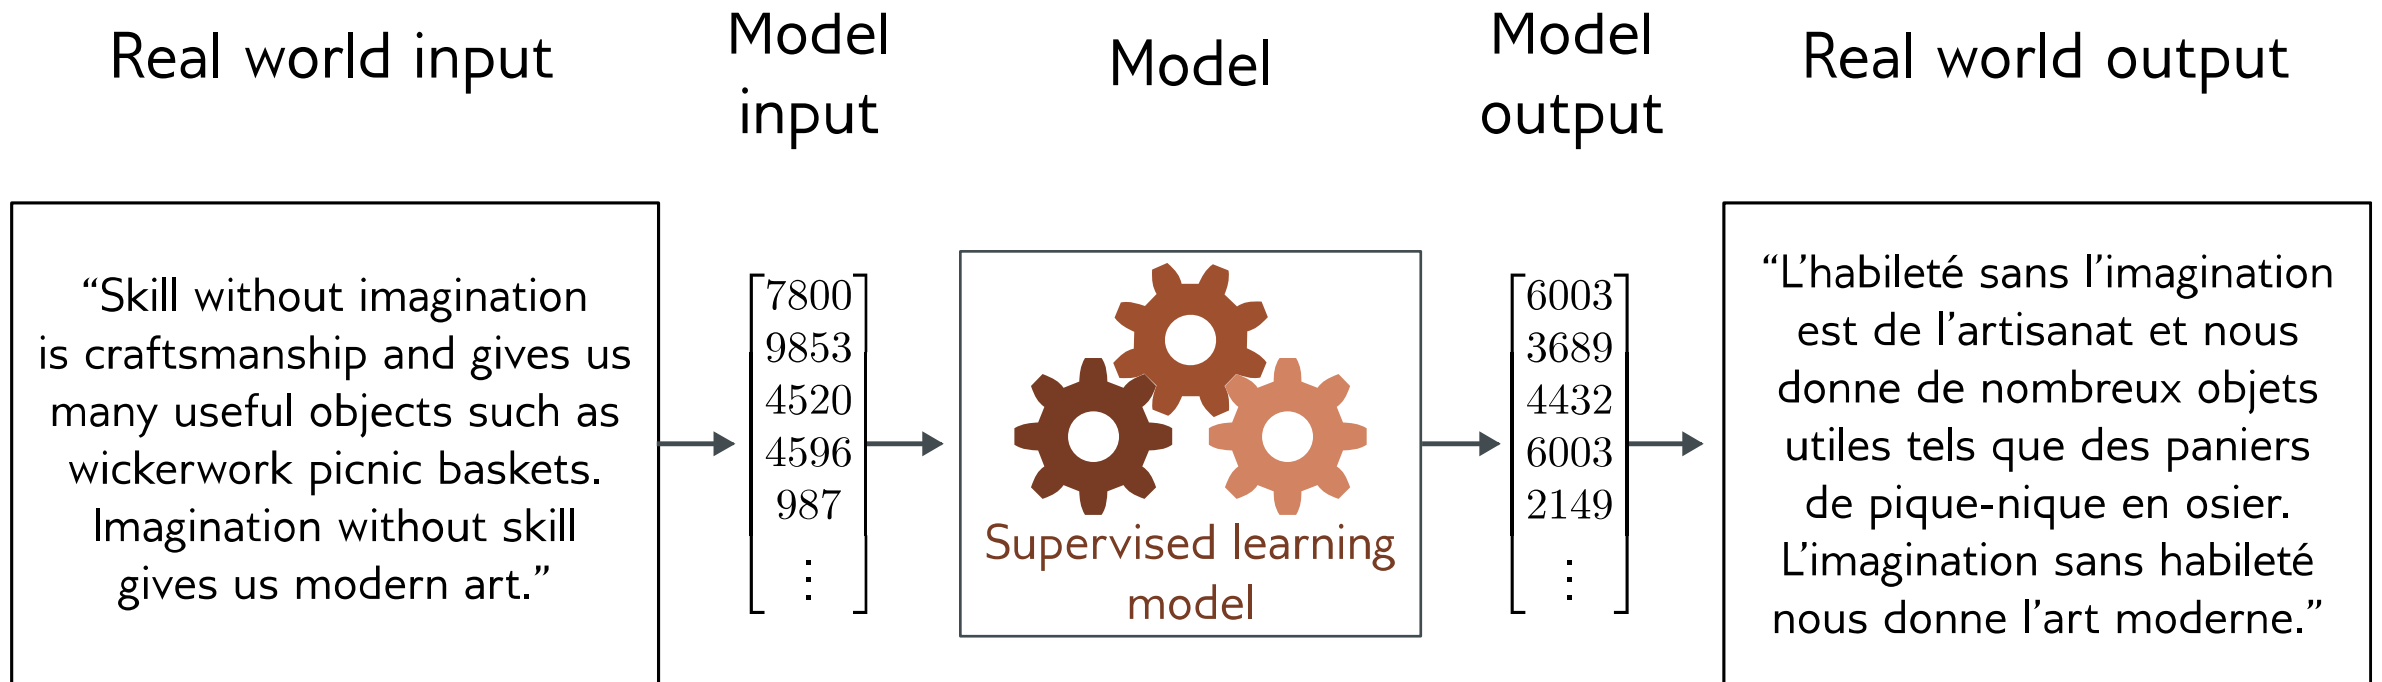 Real world input
Model
input
Model
Model
output
Real world output
“Skill without imagination
is craftsmanship and gives us
many useful objects such as
wickerwork picnic baskets.
Imagination without skill
gives us modern art.”
7800
9853
4520
4596
987
⋮
Supervised learning
model
6003
3689
4432
6003
2149
⋮
“L’habileté sans l’imagination
est de l’artisanat et nous
donne de nombreux objets
utiles tels que des paniers
de pique-nique en osier.
L’imagination sans habileté
nous donne l’art moderne.”